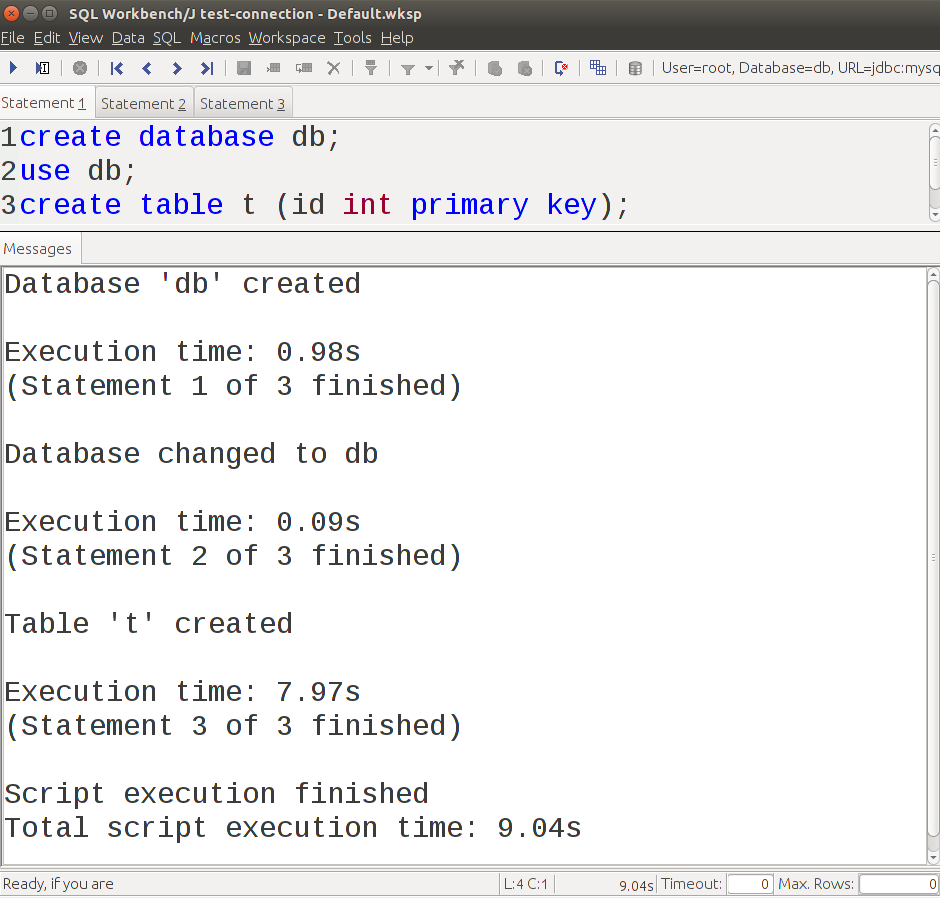 SQL Workbench/J test-connection - Default.wksp
File Edit View Data SQL Macros Workspace Tools Help
User=root, Database=db, URL=jdbc:mysq
Statement 1 Statement 2 Statement 3
1create database db;
2use db;
3create table t (id int primary key);
Messages
Database 'db' created
Execution time: 0.98s
(Statement 1 of 3 finished)
Database changed to db
Execution time: 0.09s
(Statement 2 of 3 finished)
Table 't' created
Execution time: 7.97s
(Statement 3 of 3 finished)
Script execution finished
Total script execution time: 9.04s
Ready, if you are L:4 C:1 9.04s Timeout: 0 Max. Rows: 0